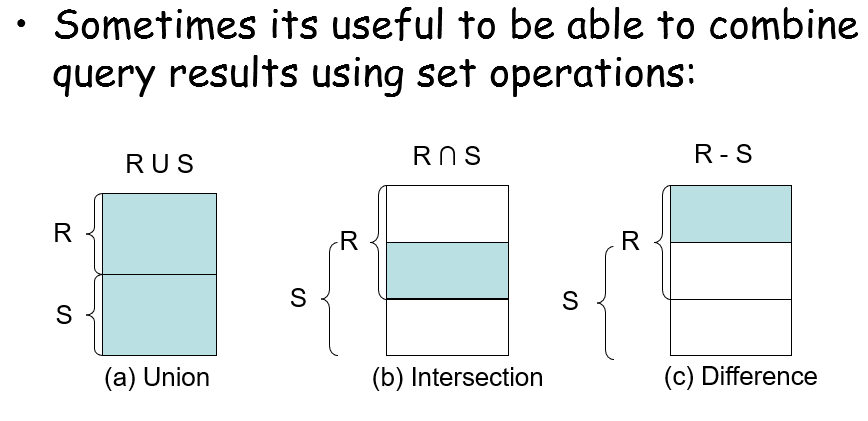 • Sometimes its useful to be able to combine
query results using set operations:
R U S
R ∩ S
R - S
R
S
R
S
R
S
(a) Union
(b) Intersection
(c) Difference